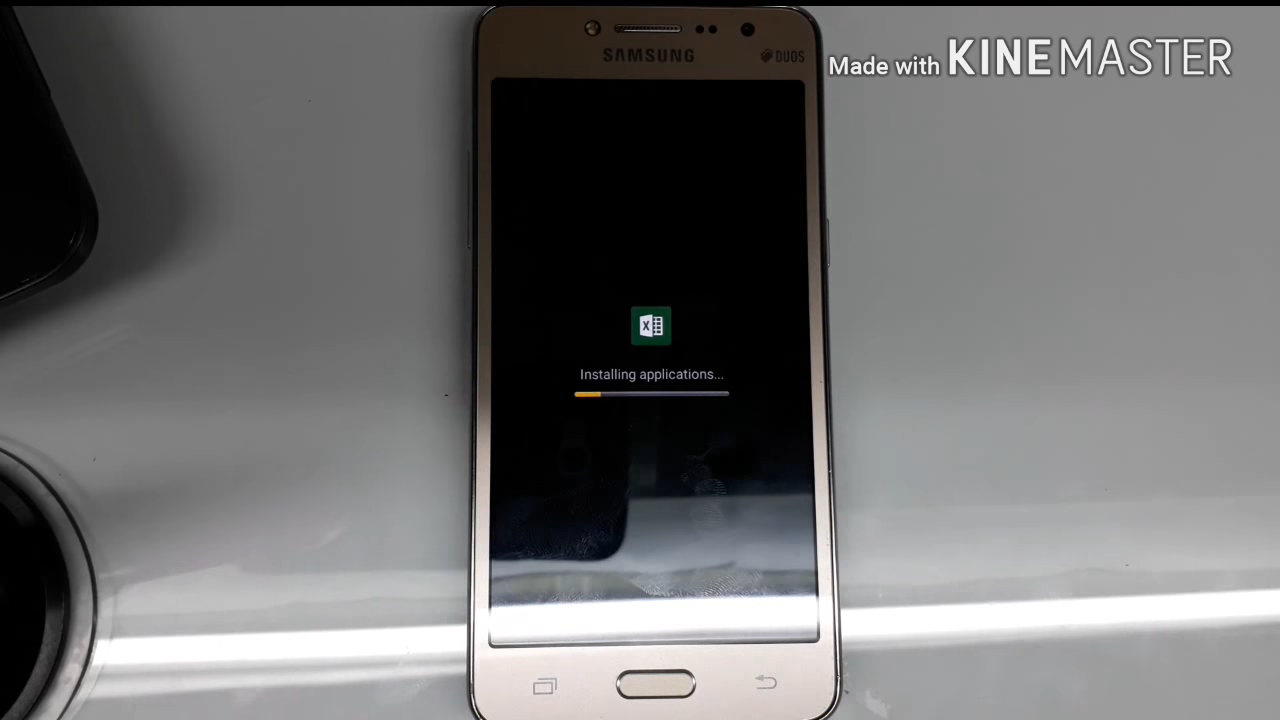 Made with KINEMASTER
SAMSUNG
DUOS
X
Installing applications...